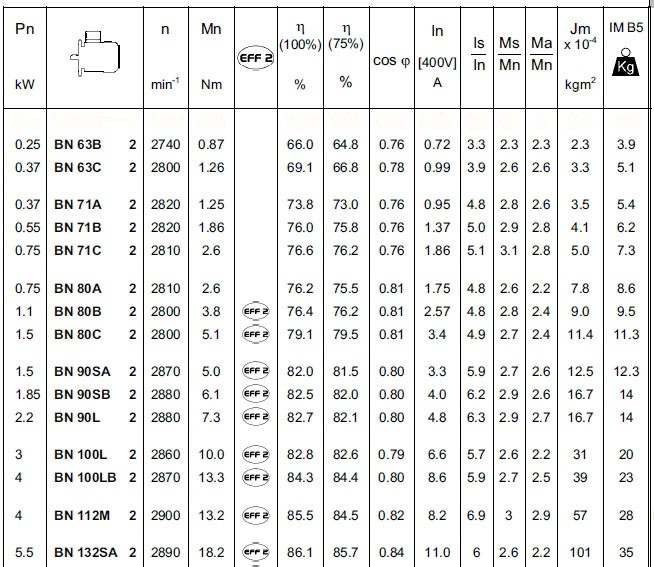 Pn n Mn η (100%) η (75%) cos φ In [400V] Is/In Ms/Mn Ma/Mn Jm x 10⁻⁴ IM B5
EFF 2
kW min⁻¹ Nm % % A kgm² Kg
0.25 BN 63B 2 2740 0.87 66.0 64.8 0.76 0.72 3.3 2.3 2.3 2.3 3.9
0.37 BN 63C 2 2800 1.26 69.1 66.8 0.78 0.99 3.9 2.6 2.6 3.3 5.1
0.37 BN 71A 2 2820 1.25 73.8 73.0 0.76 0.95 4.8 2.8 2.6 3.5 5.4
0.55 BN 71B 2 2820 1.86 76.0 75.8 0.76 1.37 5.0 2.9 2.8 4.1 6.2
0.75 BN 71C 2 2810 2.6 76.6 76.2 0.76 1.86 5.1 3.1 2.8 5.0 7.3
0.75 BN 80A 2 2810 2.6 76.2 75.5 0.81 1.75 4.8 2.6 2.2 7.8 8.6
1.1 BN 80B 2 2800 3.8 EFF 2 76.4 76.2 0.81 2.57 4.8 2.8 2.4 9.0 9.5
1.5 BN 80C 2 2800 5.1 EFF 2 79.1 79.5 0.81 3.4 4.9 2.7 2.4 11.4 11.3
1.5 BN 90SA 2 2870 5.0 EFF 2 82.0 81.5 0.80 3.3 5.9 2.7 2.6 12.5 12.3
1.85 BN 90SB 2 2880 6.1 EFF 2 82.5 82.0 0.80 4.0 6.2 2.9 2.6 16.7 14
2.2 BN 90L 2 2880 7.3 EFF 2 82.7 82.1 0.80 4.8 6.3 2.9 2.7 16.7 14
3 BN 100L 2 2860 10.0 EFF 2 82.8 82.6 0.79 6.6 5.7 2.6 2.2 31 20
4 BN 100LB 2 2870 13.3 EFF 2 84.3 84.4 0.80 8.6 5.9 2.7 2.5 39 23
4 BN 112M 2 2900 13.2 EFF 2 85.5 84.5 0.82 8.2 6.9 3 2.9 57 28
5.5 BN 132SA 2 2890 18.2 EFF 2 86.1 85.7 0.84 11.0 6 2.6 2.2 101 35